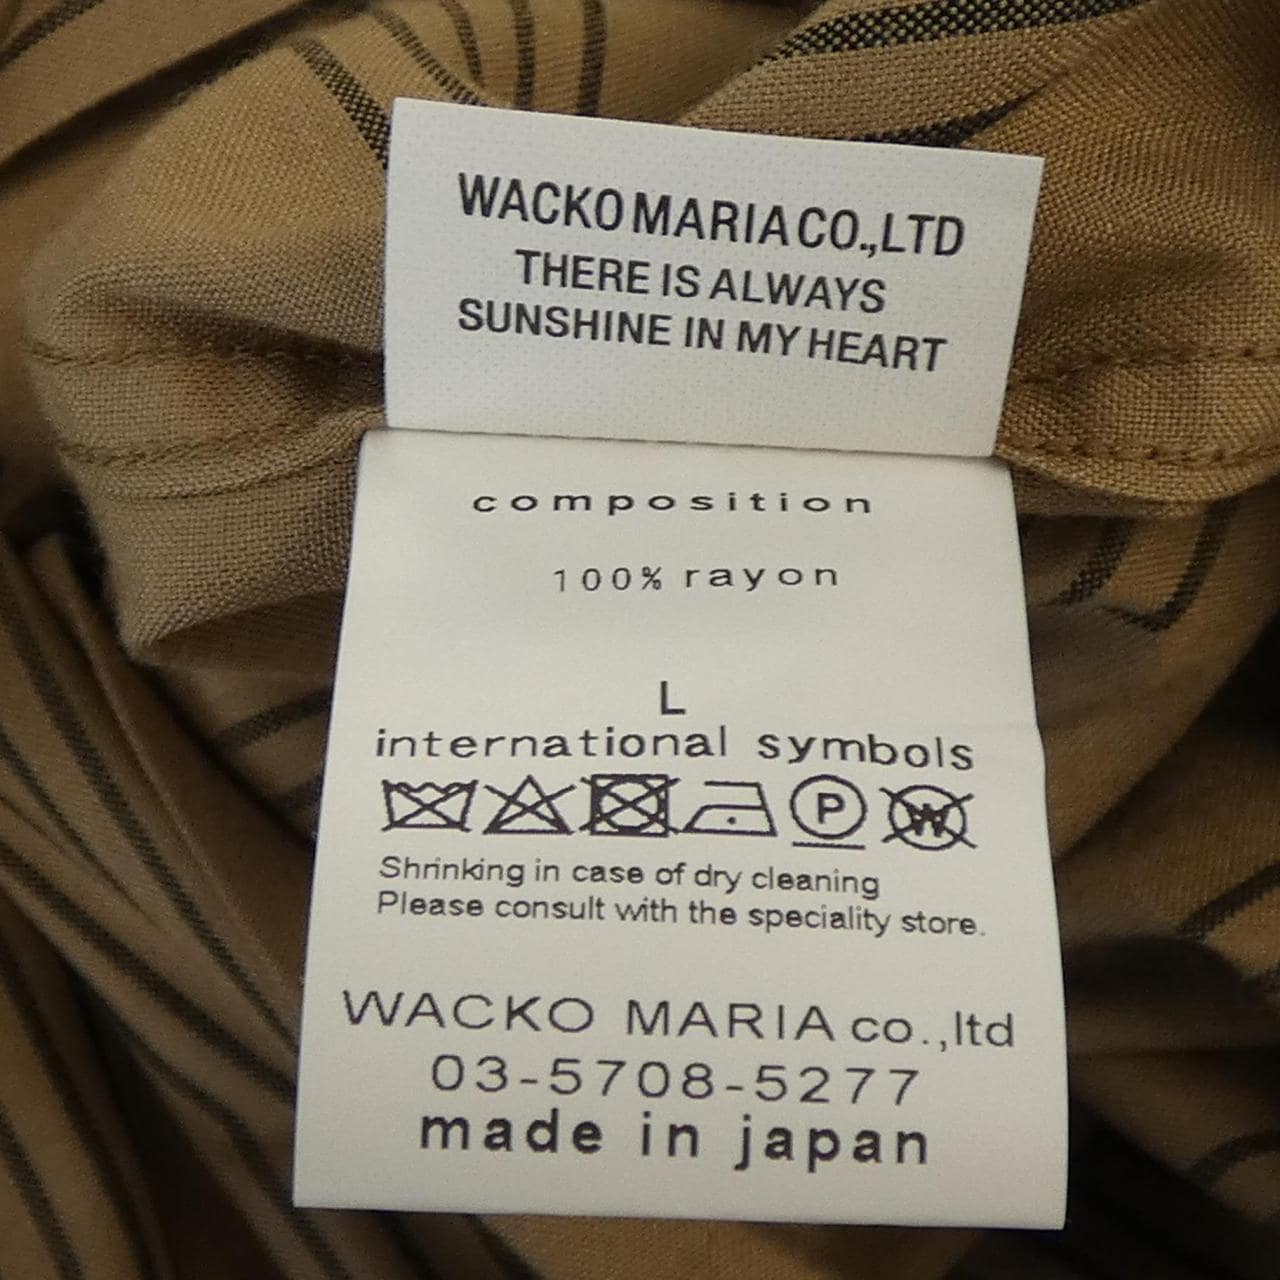 WACKO MARIA CO.,LTD
THERE IS ALWAYS
SUNSHINE IN MY HEART
composition
100% rayon
L
international symbols
P W
Shrinking in case of dry cleaning
Please consult with the speciality store.
WACKO MARIA co.,ltd
03-5708-5277
made in japan